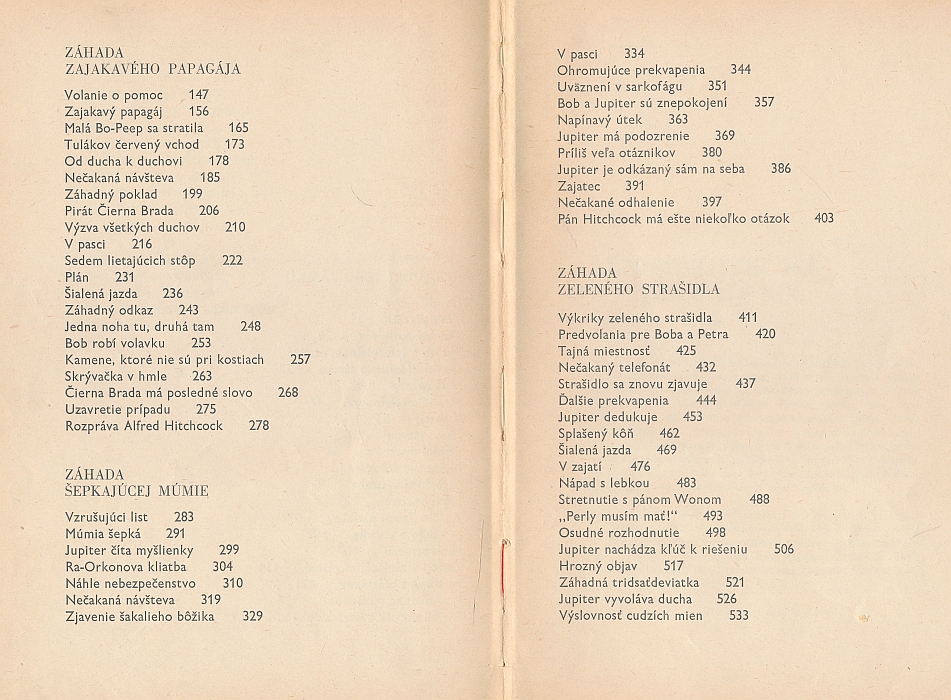 ZÁHADA
ZAJAKAVÉHO PAPAGÁJA
Volanie o pomoc 147
Zajakavý papagáj 156
Malá Bo-Peep sa stratila 165
Tulákov červený vchod 173
Od ducha k duchovi 178
Nečakaná návšteva 185
Záhadný poklad 199
Pirát Čierna Brada 206
Výzva všetkých duchov 210
V pasci 216
Sedem lietajúcich stôp 222
Plán 231
Šialená jazda 236
Záhadný odkaz 243
Jedna noha tu, druhá tam 248
Bob robí volavku 253
Kamene, ktoré nie sú pri kostiach 257
Skrývačka v hmle 263
Čierna Brada má posledné slovo 268
Uzavretie prípadu 275
Rozpráva Alfred Hitchcock 278
ZÁHADA
ŠEPKAJÚCEJ MÚMIE
Vzrušujúci list 283
Múmia šepká 291
Jupiter číta myšlienky 299
Ra-Orkonova kliatba 304
Náhle nebezpečenstvo 310
Nečakaná návšteva 319
Zjavenie šakalieho bôžika 329
V pasci 334
Ohromujúce prekvapenia 344
Uväznení v sarkofágu 351
Bob a Jupiter sú znepokojení 357
Napínavý útek 363
Jupiter má podozrenie 369
Príliš veľa otáznikov 380
Jupiter je odkázaný sám na seba 386
Zajatec 391
Nečakané odhalenie 397
Pán Hitchcock má ešte niekoľko otázok 403
ZÁHADA
ZELENÉHO STRAŠIDLA
Výkriky zeleného strašidla 411
Predvolania pre Boba a Petra 420
Tajná miestnosť 425
Nečakaný telefonát 432
Strašidlo sa znovu zjavuje 437
Ďalšie prekvapenia 444
Jupiter dedukuje 453
Splašený kôň 462
Šialená jazda 469
V zajatí 476
Nápad s lebkou 483
Stretnutie s pánom Wonom 488
„Perly musím mať!“ 493
Osudné rozhodnutie 498
Jupiter nachádza kľúč k riešeniu 506
Hrozný objav 517
Záhadná tridsaťdeviatka 521
Jupiter vyvoláva ducha 526
Výslovnosť cudzích mien 533